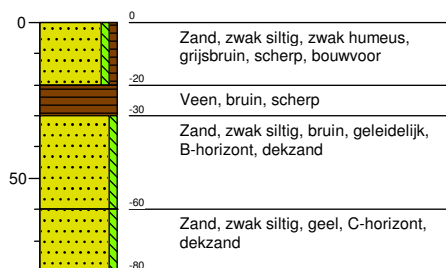 0
0
Zand, zwak siltig, zwak humeus,
grijsbruin, scherp, bouwvoor
-20
Veen, bruin, scherp
-30
Zand, zwak siltig, bruin, geleidelijk,
B-horizont, dekzand
50
-60
Zand, zwak siltig, geel, C-horizont,
dekzand
-80